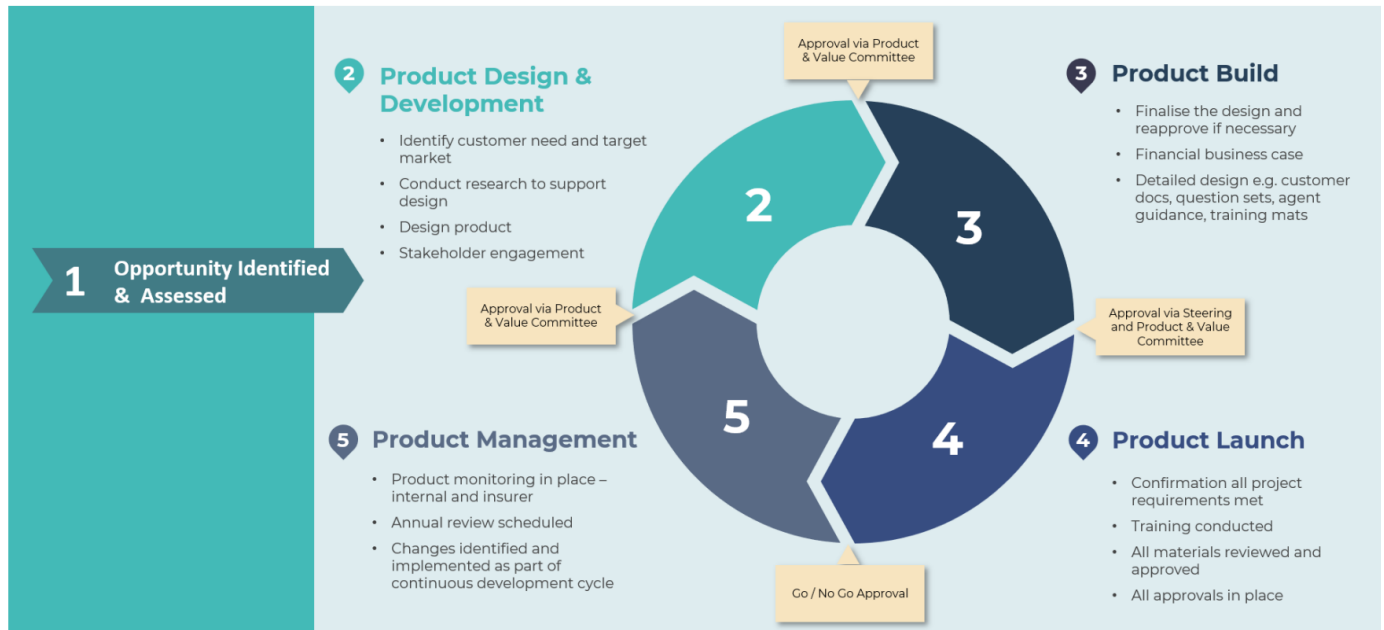 1
Opportunity Identified
& Assessed
2
Product Design &
Development
• Identify customer need and target
market
• Conduct research to support
design
• Design product
• Stakeholder engagement
Approval via Product
& Value Committee
3
Product Build
• Finalise the design and
reapprove if necessary
• Financial business case
• Detailed design e.g. customer
docs, question sets, agent
guidance, training mats
2
3
Approval via Product
& Value Committee
Approval via Steering
and Product & Value
Committee
5
4
5
Product Management
• Product monitoring in place –
internal and insurer
• Annual review scheduled
• Changes identified and
implemented as part of
continuous development cycle
Go / No Go Approval
4
Product Launch
• Confirmation all project
requirements met
• Training conducted
• All materials reviewed and
approved
• All approvals in place